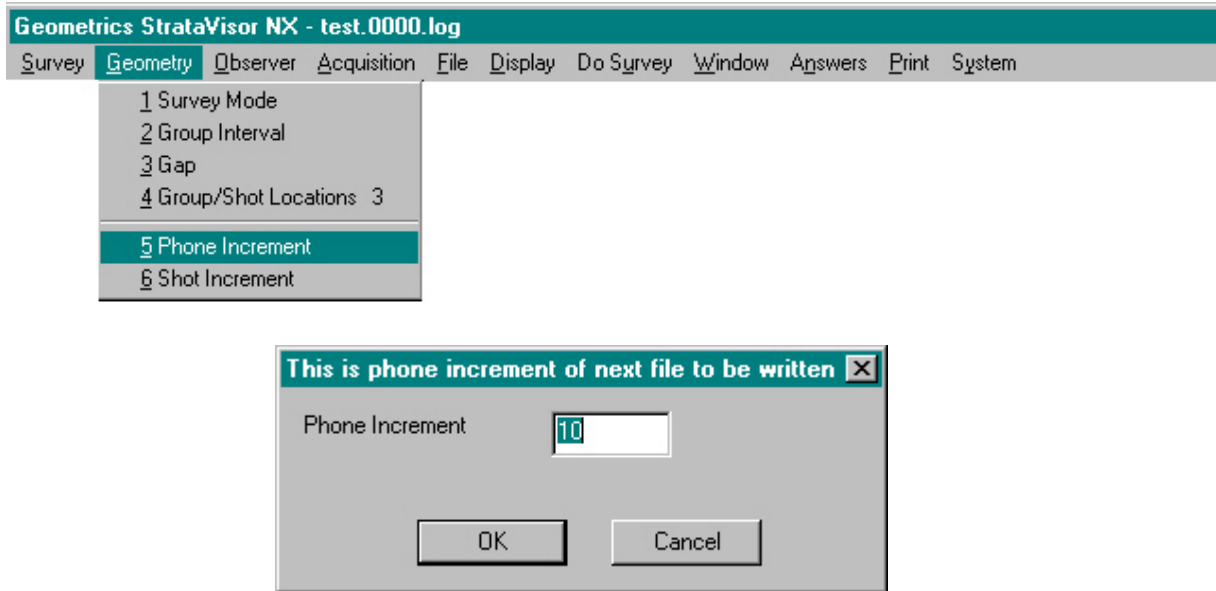 Geometrics StrataVisor NX - test.0000.log
Survey Geometry Observer Acquisition File Display Do Survey Window Answers Print System
1 Survey Mode
2 Group Interval
3 Gap
4 Group/Shot Locations 3
5 Phone Increment
6 Shot Increment
This is phone increment of next file to be written
Phone Increment 10
OK Cancel